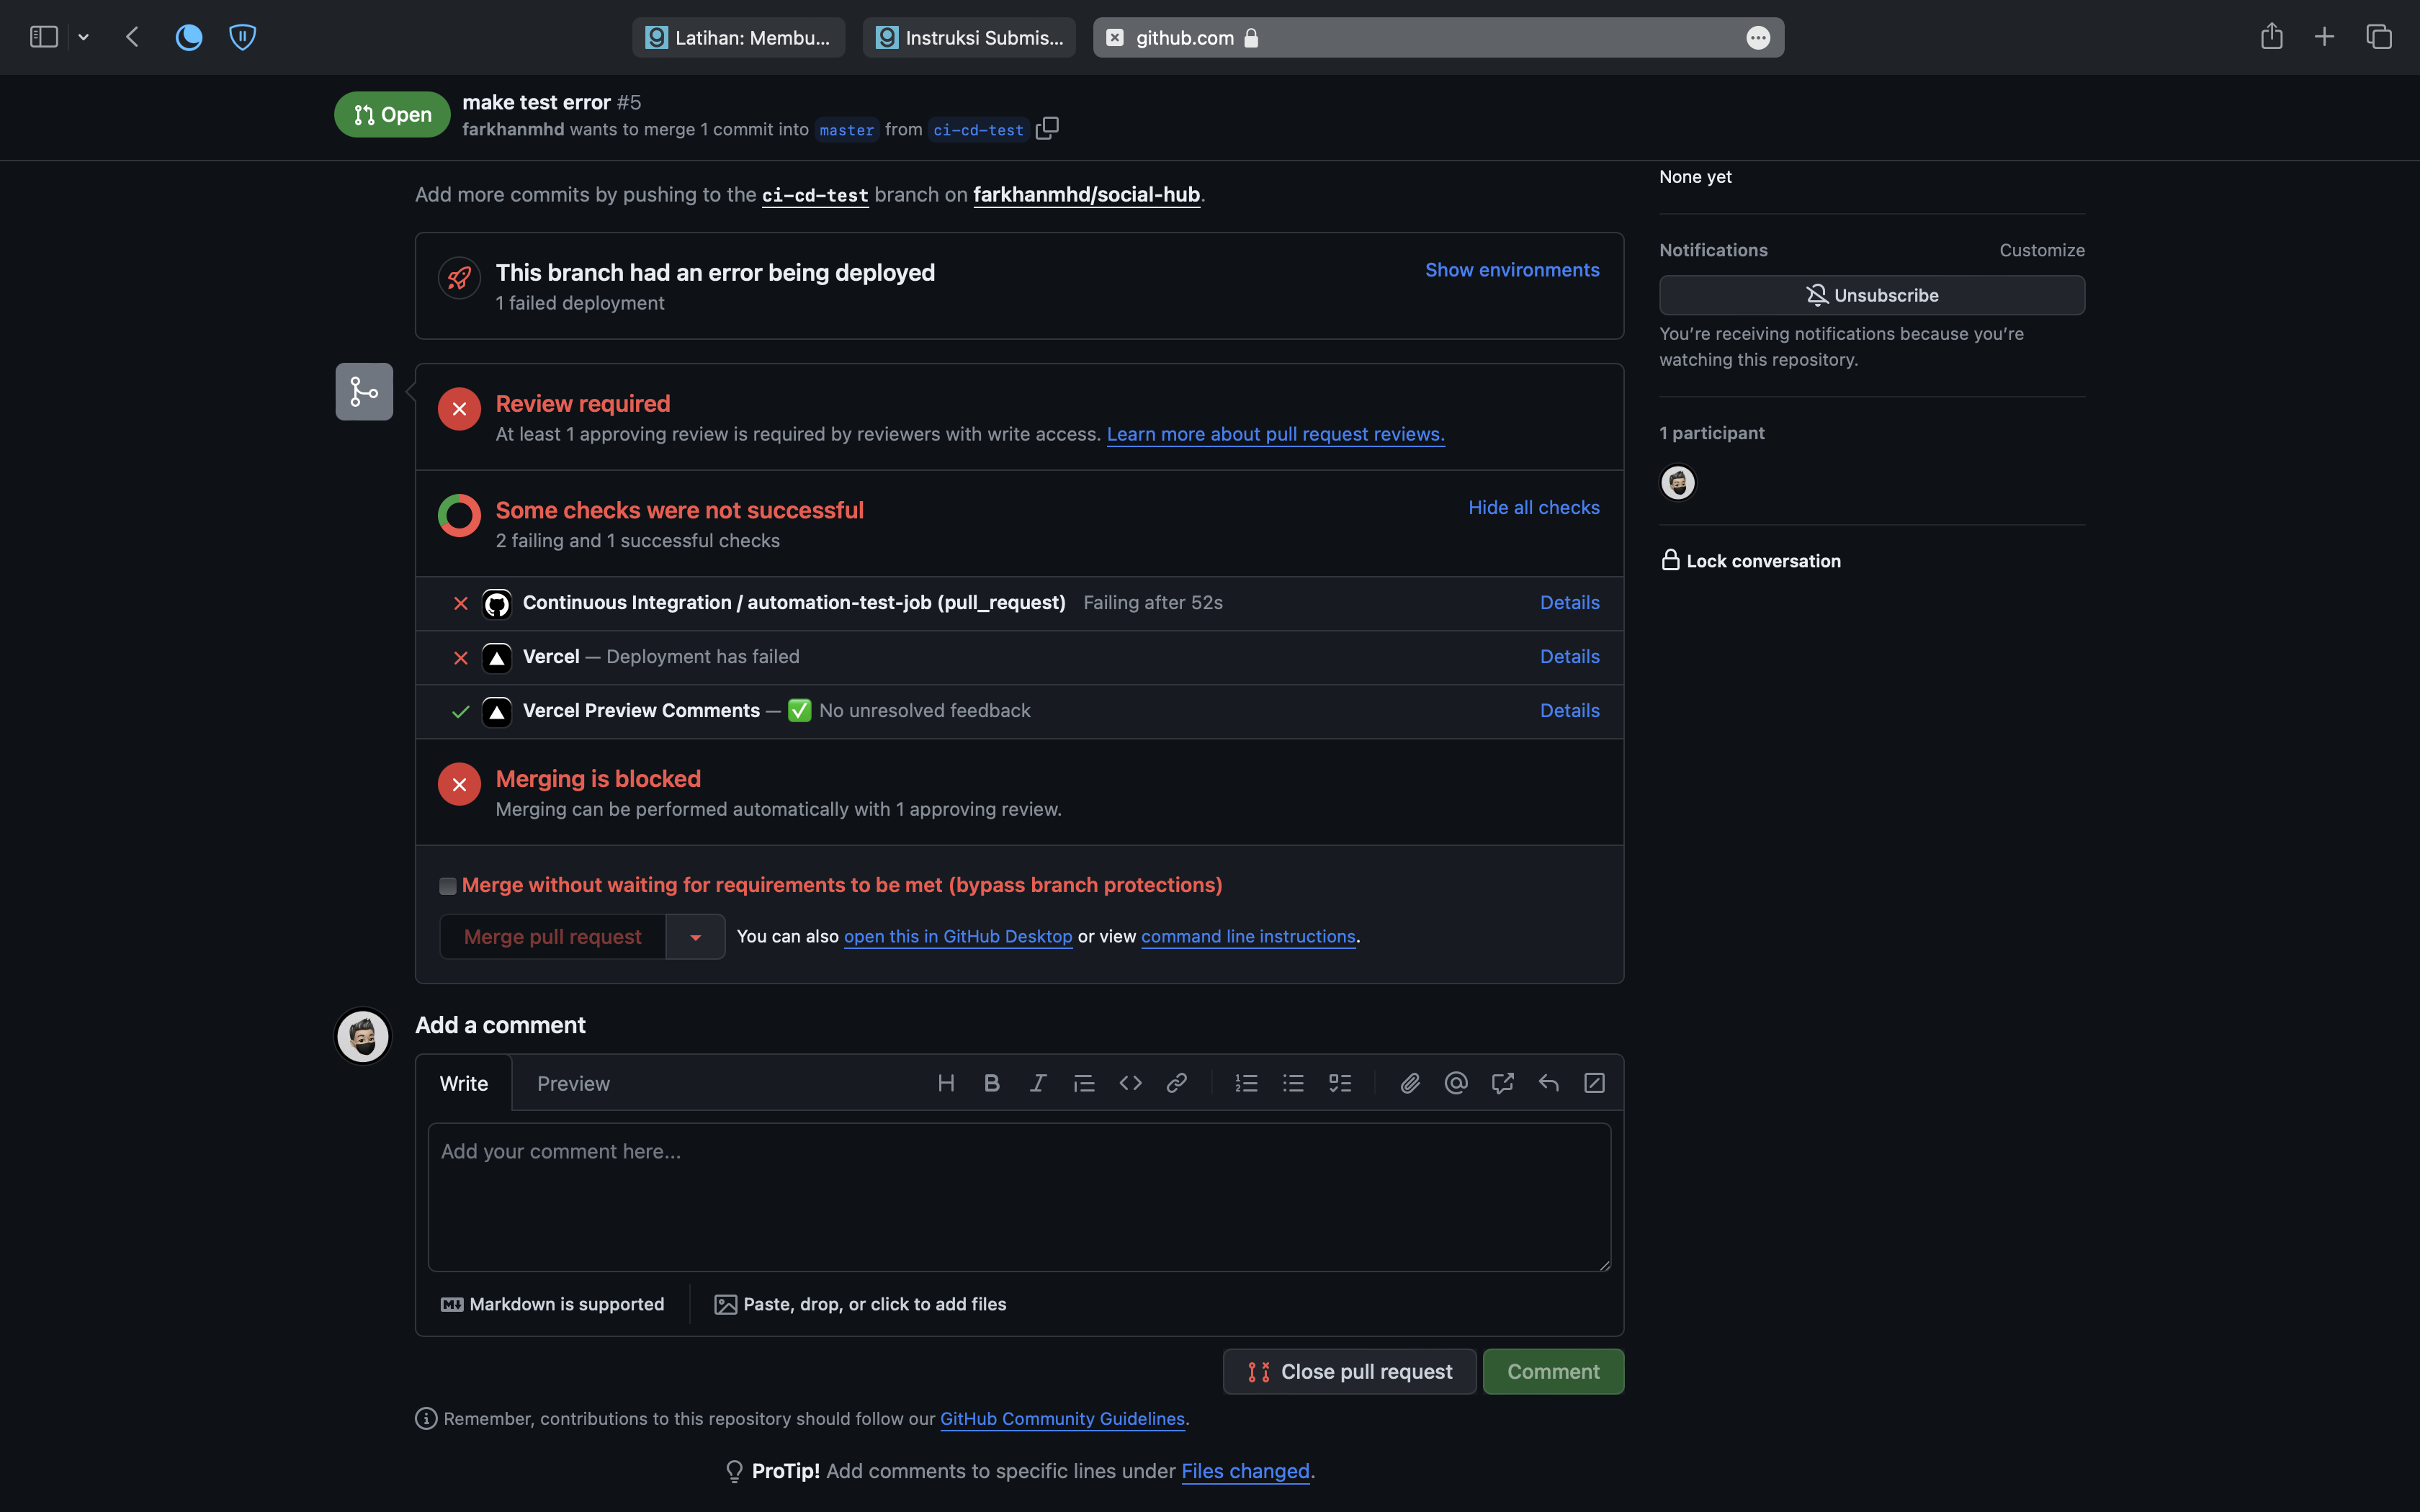 Latihan: Membu...
Instruksi Submis...
github.com
Open
make test error #5
farkhanmhd wants to merge 1 commit into master from ci-cd-test
Add more commits by pushing to the ci-cd-test branch on farkhanmhd/social-hub.
This branch had an error being deployed
Show environments
1 failed deployment
Review required
At least 1 approving review is required by reviewers with write access. Learn more about pull request reviews.
Some checks were not successful
Hide all checks
2 failing and 1 successful checks
Continuous Integration / automation-test-job (pull_request) Failing after 52s
Details
Vercel — Deployment has failed
Details
Vercel Preview Comments — ✅ No unresolved feedback
Details
Merging is blocked
Merging can be performed automatically with 1 approving review.
Merge without waiting for requirements to be met (bypass branch protections)
Merge pull request
You can also open this in GitHub Desktop or view command line instructions.
Add a comment
Write
Preview
Add your comment here...
Markdown is supported
Paste, drop, or click to add files
Close pull request
Comment
Remember, contributions to this repository should follow our GitHub Community Guidelines.
ProTip! Add comments to specific lines under Files changed.
None yet
Notifications
Customize
Unsubscribe
You're receiving notifications because you're
watching this repository.
1 participant
Lock conversation